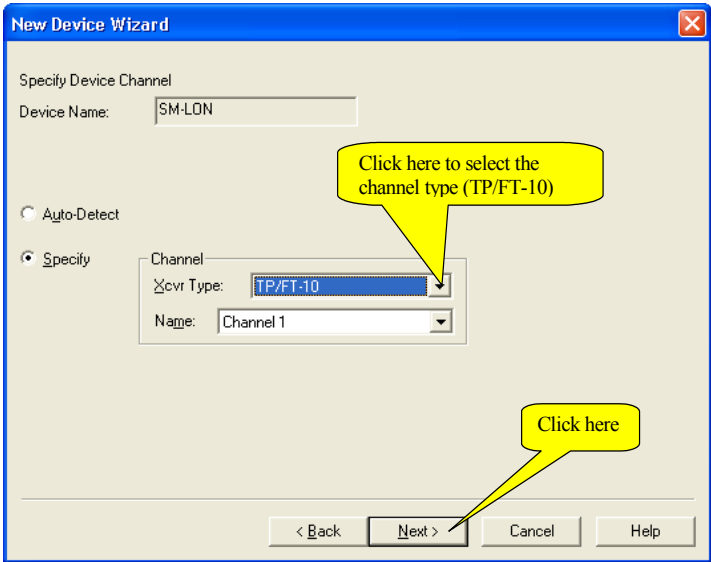 New Device Wizard
Specify Device Channel
Device Name: SM-LON
Click here to select the
channel type (TP/FT-10)
Auto-Detect
Specify
Channel
Xcvr Type: TP/FT-10
Name: Channel 1
Click here
< Back Next > Cancel Help